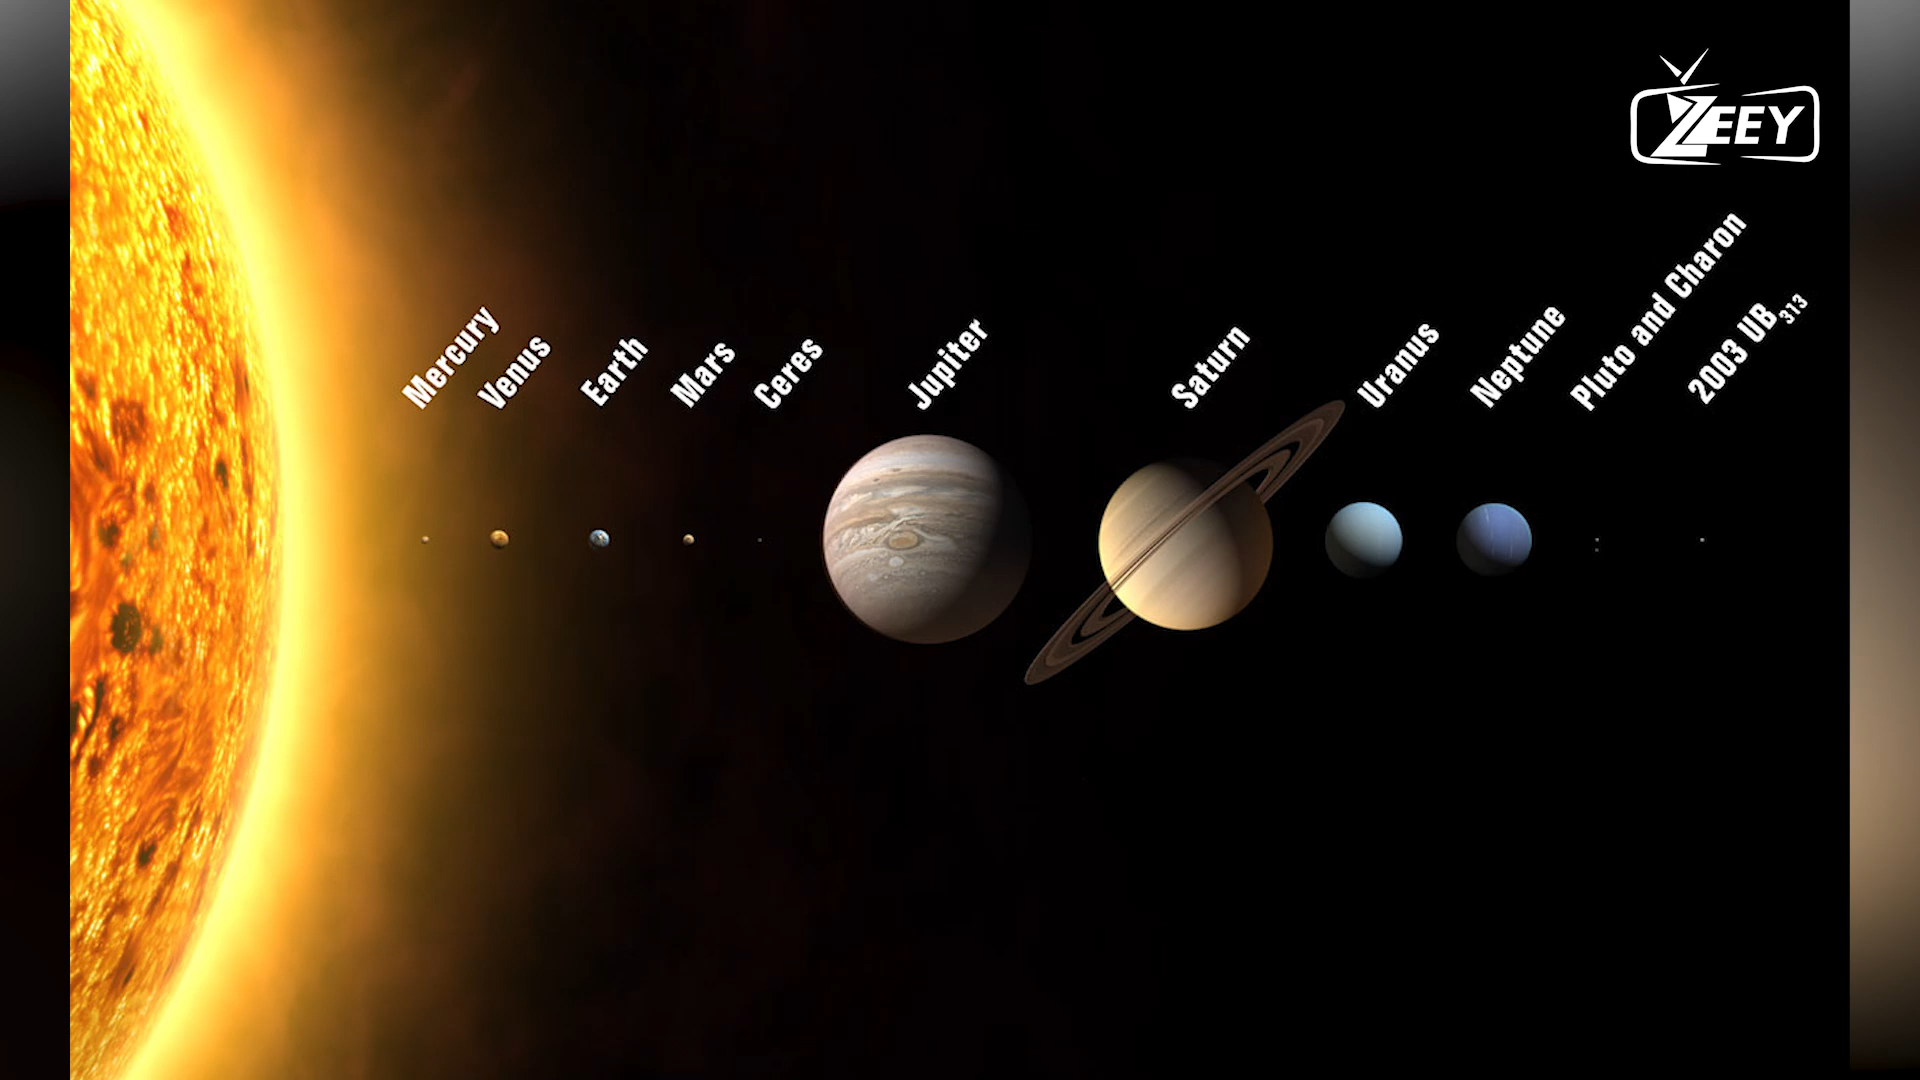 ZEEY
Mercury
Venus
Earth
Mars
Ceres
Jupiter
Saturn
Uranus
Neptune
Pluto and Charon
2003 UB313